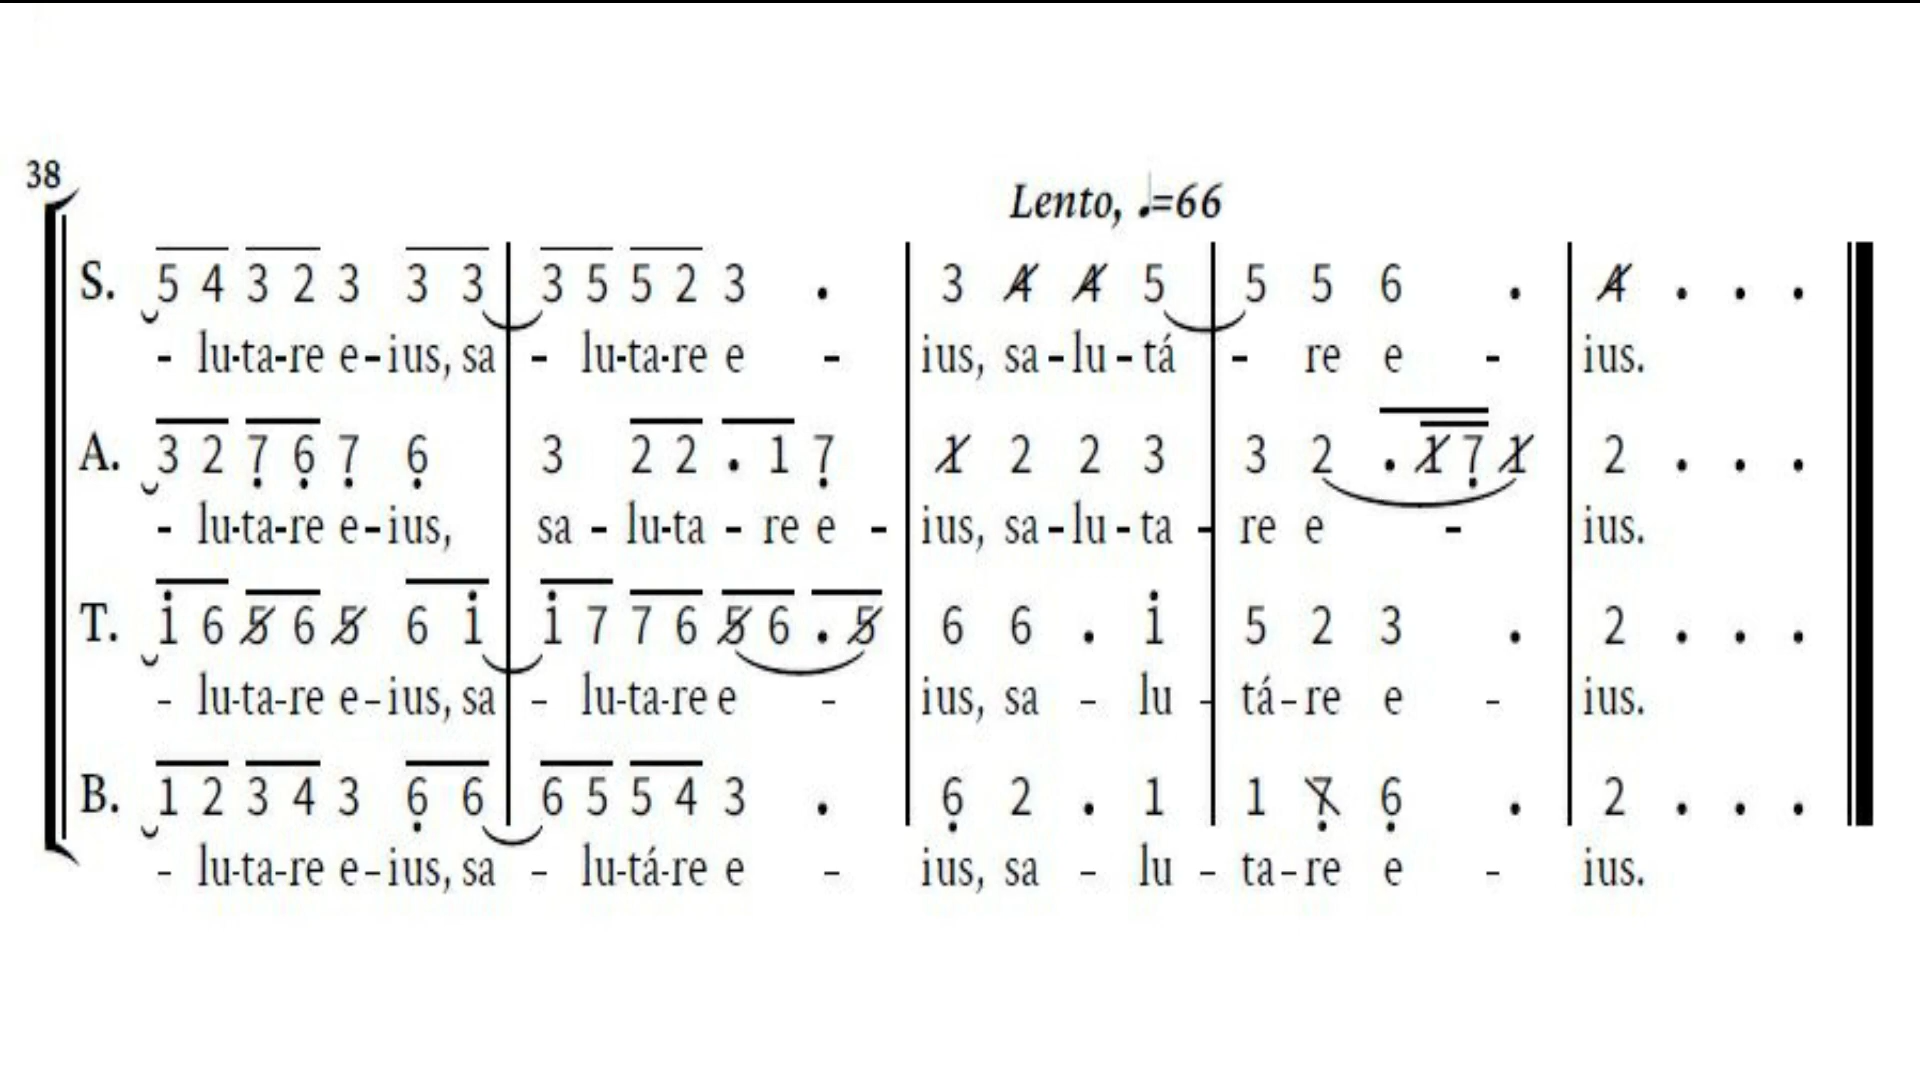 38
Lento, ♩=66
S. 5 4 3 2 3 3 3 | 3 5 5 2 3 . | 3 4̸ 4̸ 5 | 5 5 6 . | 4̸ . . .
- lu-ta-re e-ius, sa - lu-ta-re e - ius, sa-lu-tá - re e - ius.
A. 3 2 7̣ 6̣ 7̣ 6̣ 3 2 2 . 1 7̣ | 1̸ 2 2 3 | 3 2 . 1̸ 7̣ 1̸ | 2 . . .
- lu-ta-re e-ius, sa - lu-ta - re e - ius, sa-lu-ta - re e - ius.
T. 1̇ 6 5̸ 6 5̸ 6 1̇ | 1̇ 7 7 6 5̸ 6 . 5̸ | 6 6 . 1̇ | 5 2 3 . | 2 . . .
- lu-ta-re e-ius, sa - lu-ta-re e - ius, sa - lu - tá-re e - ius.
B. 1 2 3 4 3 6̣ 6 | 6 5 5 4 3 . | 6̣ 2 . 1 | 1 7̸̣ 6̣ . | 2 . . .
- lu-ta-re e-ius, sa - lu-tá-re e - ius, sa - lu - ta-re e - ius.